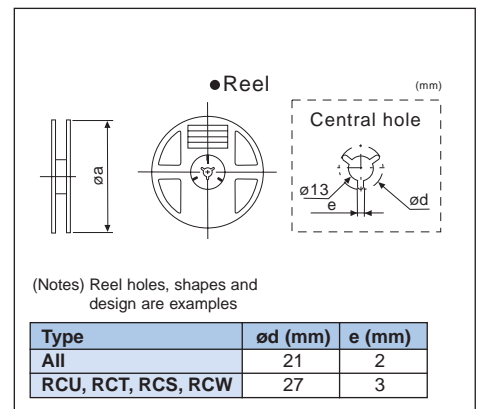 ●Reel
(mm)
Central hole
øa
ø13
e
ød
(Notes) Reel holes, shapes and
design are examples
Type ød (mm) e (mm)
All 21 2
RCU, RCT, RCS, RCW 27 3